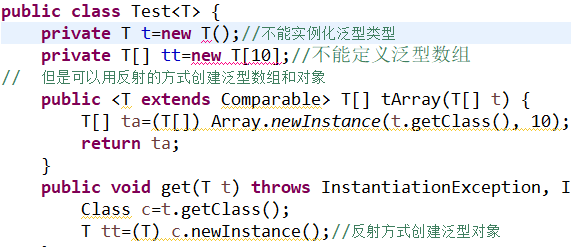 public class Test<T> {
private T t=new T();//不能实例化泛型类型
private T[] tt=new T[10];//不能定义泛型数组
// 但是可以用反射的方式创建泛型数组和对象
public <T extends Comparable> T[] tArray(T[] t) {
T[] ta=(T[]) Array.newInstance(t.getClass(), 10);
return ta;
}
public void get(T t) throws InstantiationException, I
Class c=t.getClass();
T tt=(T) c.newInstance();//反射方式创建泛型对象